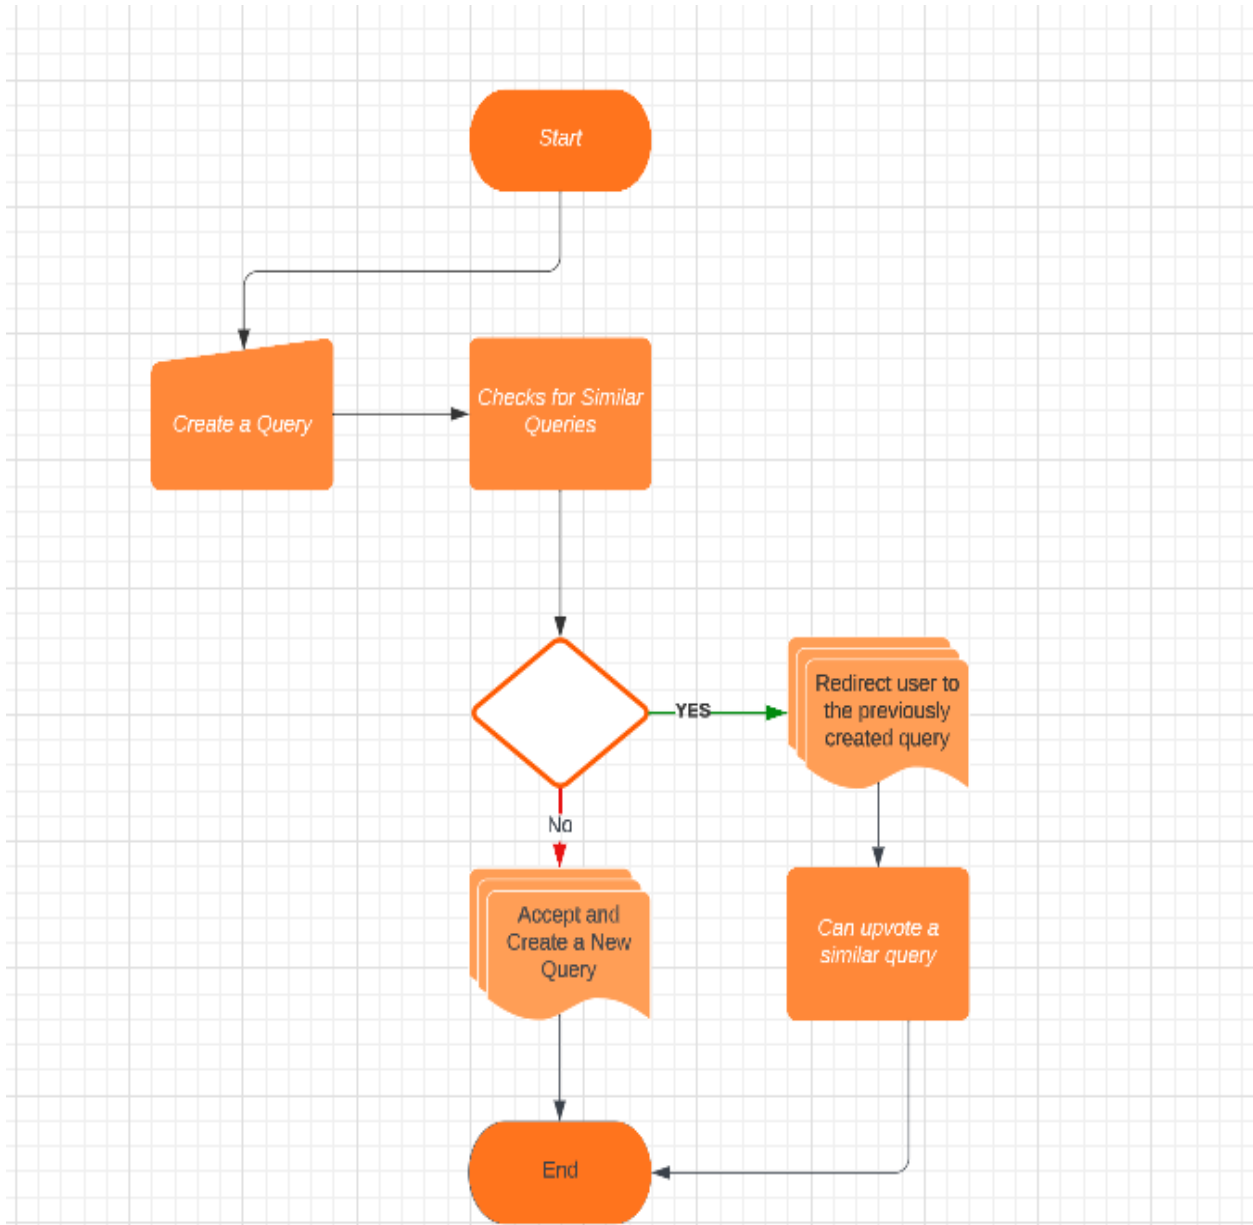 Start
Create a Query
Checks for Similar
Queries
YES
Redirect user to
the previously
created query
No
Accept and
Create a New
Query
Can upvote a
similar query
End